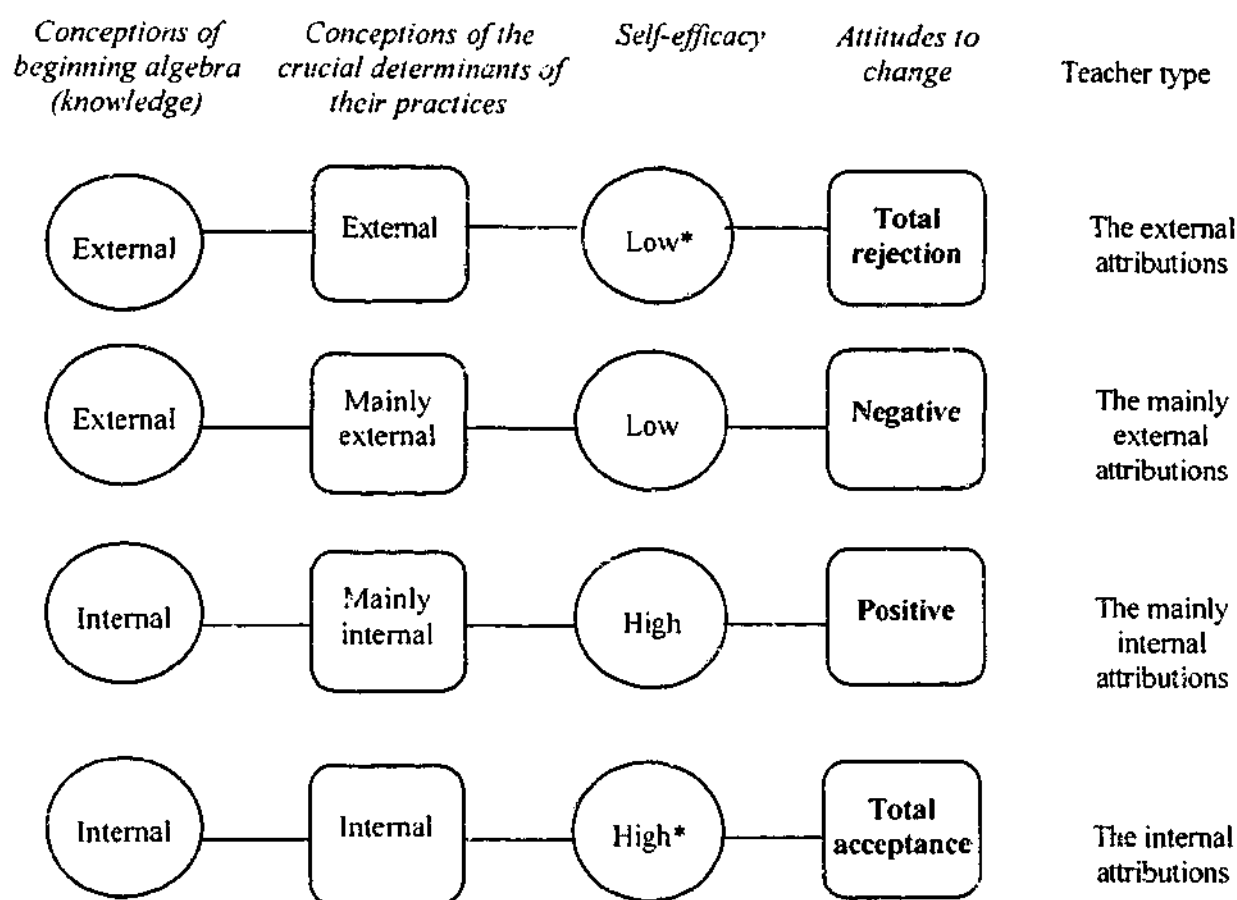 Conceptions of
beginning algebra
(knowledge)
Conceptions of the
crucial determinants of
their practices
Self-efficacy
Attitudes to
change
Teacher type
External
External
Low*
Total
rejection
The external
attributions
External
Mainly
external
Low
Negative
The mainly
external
attributions
Internal
Mainly
internal
High
Positive
The mainly
internal
attributions
Internal
Internal
High*
Total
acceptance
The internal
attributions